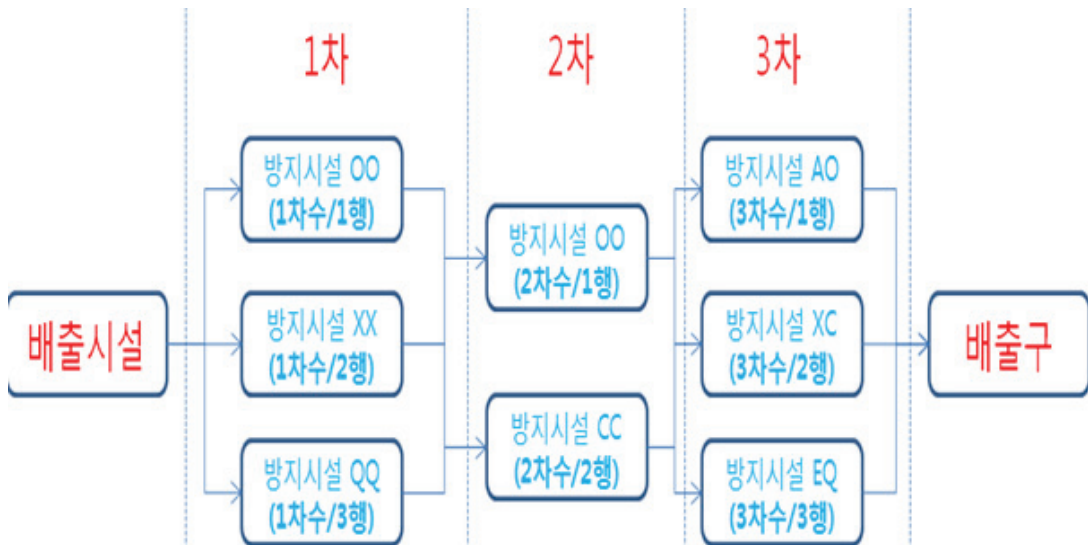 1차
2차
3차
배출시설
방지시설 OO
(1차수/1행)
방지시설 XX
(1차수/2행)
방지시설 QQ
(1차수/3행)
방지시설 OO
(2차수/1행)
방지시설 CC
(2차수/2행)
방지시설 AO
(3차수/1행)
방지시설 XC
(3차수/2행)
방지시설 EQ
(3차수/3행)
배출구